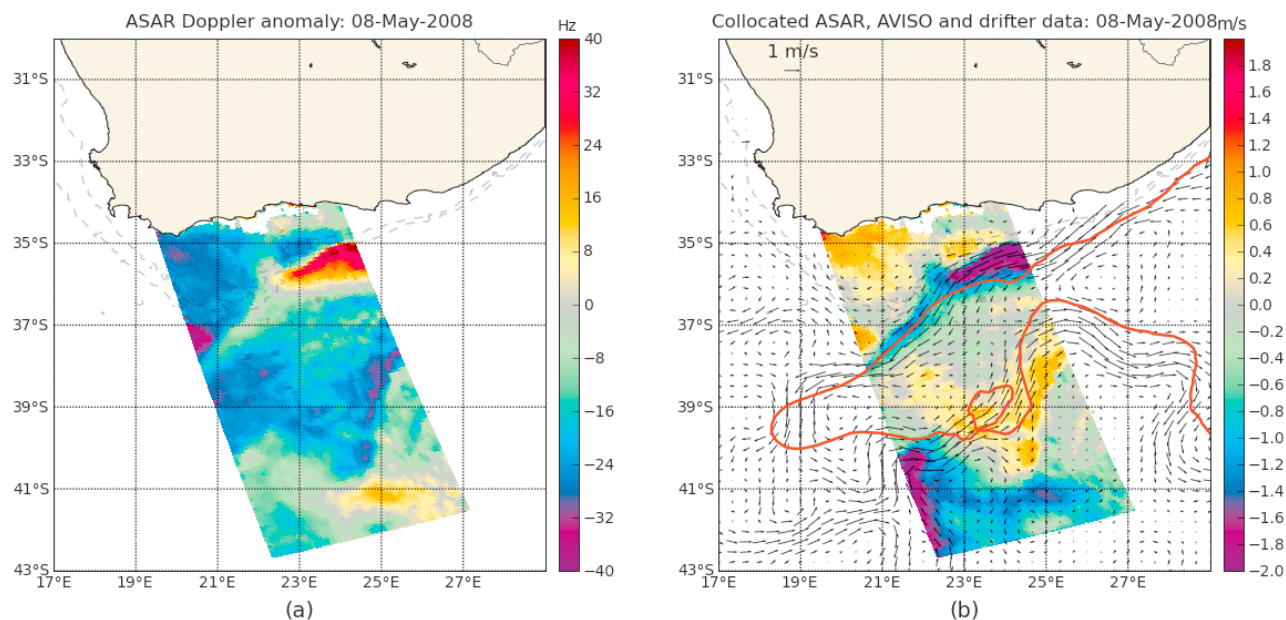 ASAR Doppler anomaly: 08-May-2008
Hz
31°S
33°S
35°S
37°S
39°S
41°S
43°S
17°E
19°E
21°E
23°E
25°E
27°E
40
32
24
16
8
0
−8
−16
−24
−32
−40
(a)
Collocated ASAR, AVISO and drifter data: 08-May-2008
m/s
1 m/s
31°S
33°S
35°S
37°S
39°S
41°S
43°S
17°E
19°E
21°E
23°E
25°E
27°E
1.8
1.6
1.4
1.2
1.0
0.8
0.6
0.4
0.2
0.0
−0.2
−0.4
−0.6
−0.8
−1.0
−1.2
−1.4
−1.6
−1.8
−2.0
(b)